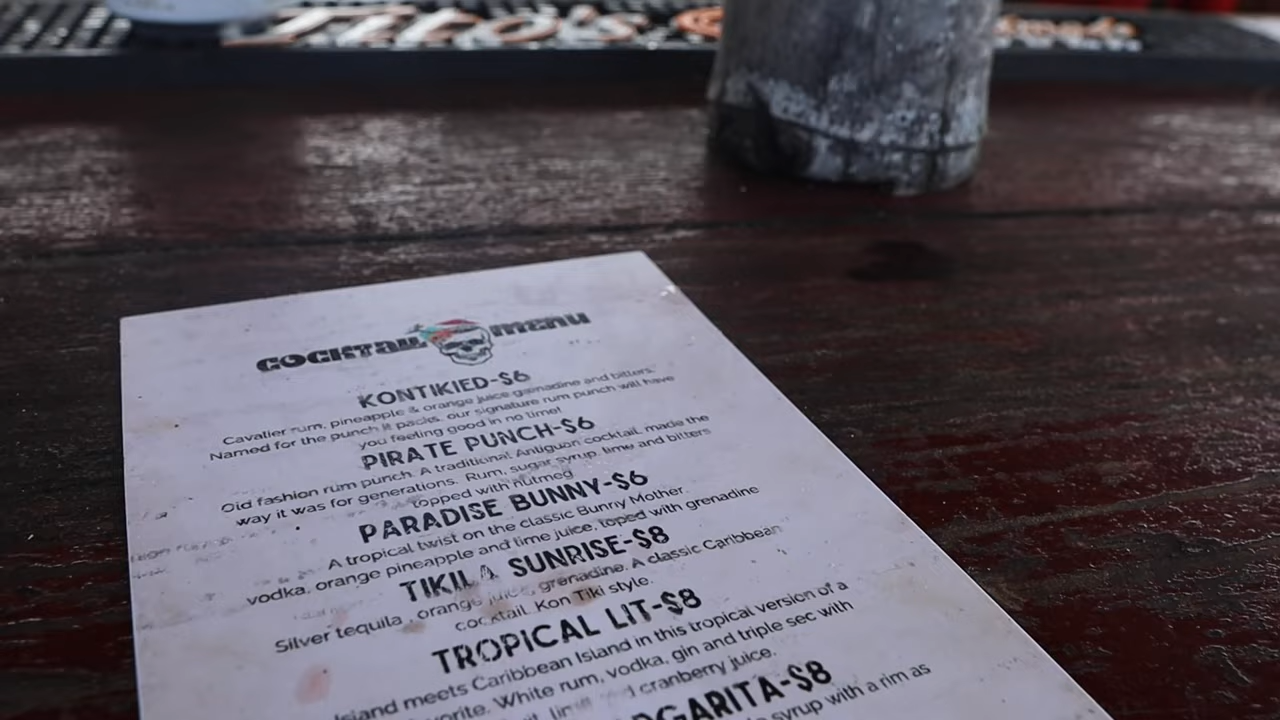 Tito's
COCKTAIL MENU
KONTIKIED-$6
Cavalier rum, pineapple & orange juice grenadine and bitters.
Named for the punch it packs, our signature rum punch will have
you feeling good in no time!
PIRATE PUNCH-$6
Old fashion rum punch. A traditional Antiguan cocktail, made the
way it was for generations. Rum, sugar syrup, lime and bitters
topped with nutmeg
PARADISE BUNNY-$6
A tropical twist on the classic Bunny Mother.
vodka, orange pineapple and lime juice, toped with grenadine
TIKILA SUNRISE-$8
Silver tequila, orange juice, grenadine. A classic Caribbean
cocktail. Kon Tiki style.
TROPICAL LIT-$8
Island meets Caribbean Island in this tropical version of a
White rum, vodka, gin and triple sec with
cranberry juice.
GARITA-$8
syrup with a rim as